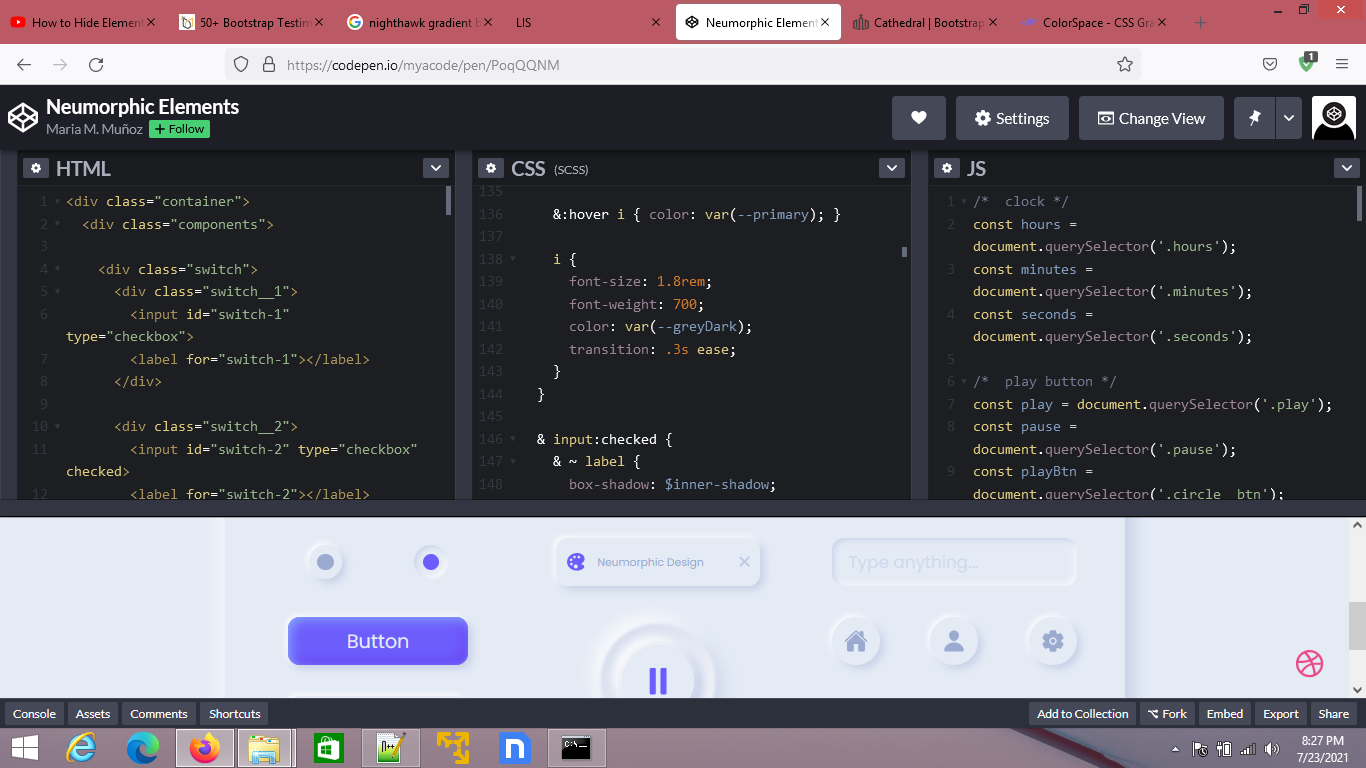 How to Hide Element
50+ Bootstrap Testim
nighthawk gradient b
LIS
Neumorphic Element
Cathedral | Bootstrap
ColorSpace - CSS Gra
https://codepen.io/myacode/pen/PoqQQNM
1
Neumorphic Elements
Maria M. Muñoz
+ Follow
Settings
Change View
HTML
1 <div class="container">
2 <div class="components">
3
4 <div class="switch">
5 <div class="switch__1">
6 <input id="switch-1"
type="checkbox">
7 <label for="switch-1"></label>
8 </div>
9
10 <div class="switch__2">
11 <input id="switch-2" type="checkbox"
checked>
12 <label for="switch-2"></label>
CSS (SCSS)
135
136 &:hover i { color: var(--primary); }
137
138 i {
139 font-size: 1.8rem;
140 font-weight: 700;
141 color: var(--greyDark);
142 transition: .3s ease;
143 }
144 }
145
146 & input:checked {
147 & ~ label {
148 box-shadow: $inner-shadow;
JS
1 /* clock */
2 const hours =
document.querySelector('.hours');
3 const minutes =
document.querySelector('.minutes');
4 const seconds =
document.querySelector('.seconds');
5
6 /* play button */
7 const play = document.querySelector('.play');
8 const pause =
document.querySelector('.pause');
9 const playBtn =
document.querySelector('.circle__btn');
Neumorphic Design
Type anything...
Button
Console
Assets
Comments
Shortcuts
Add to Collection
Fork
Embed
Export
Share
8:27 PM
7/23/2021